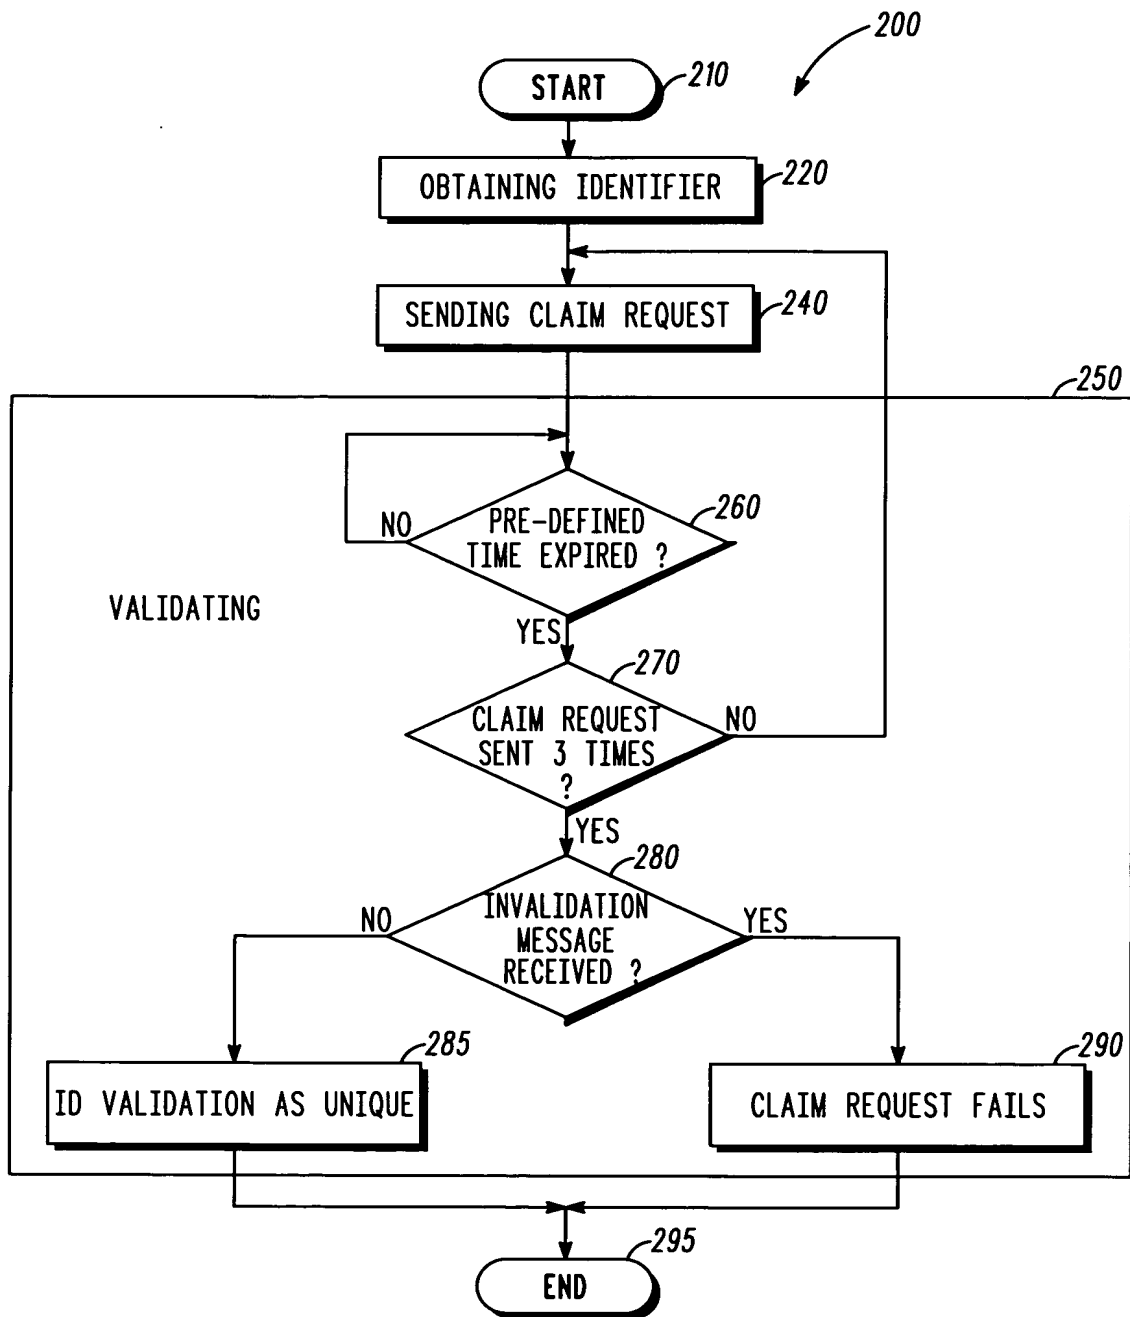 200
START
210
OBTAINING IDENTIFIER
220
SENDING CLAIM REQUEST
240
250
PRE-DEFINED
TIME EXPIRED ?
260
NO
VALIDATING
YES
270
CLAIM REQUEST
SENT 3 TIMES
?
NO
YES
280
INVALIDATION
MESSAGE
RECEIVED ?
NO
YES
285
ID VALIDATION AS UNIQUE
290
CLAIM REQUEST FAILS
295
END